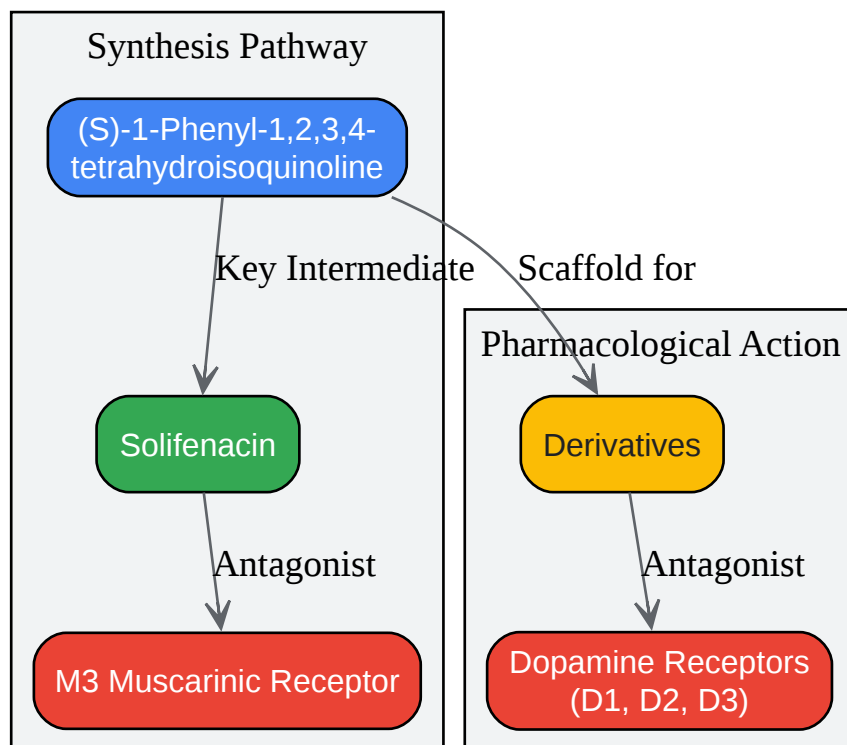 Synthesis Pathway
(S)-1-Phenyl-1,2,3,4-
tetrahydroisoquinoline
Key Intermediate
Scaffold for
Pharmacological Action
Solifenacin
Derivatives
Antagonist
Antagonist
M3 Muscarinic Receptor
Dopamine Receptors
(D1, D2, D3)